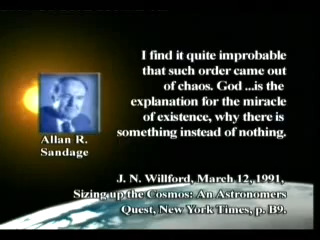 I find it quite improbable
that such order came out
of chaos. God ...is the
explanation for the miracle
of existence, why there is
something instead of nothing.
Allan R.
Sandage
J. N. Willford, March 12, 1991,
Sizing up the Cosmos: An Astronomers
Quest, New York Times, p. B9.